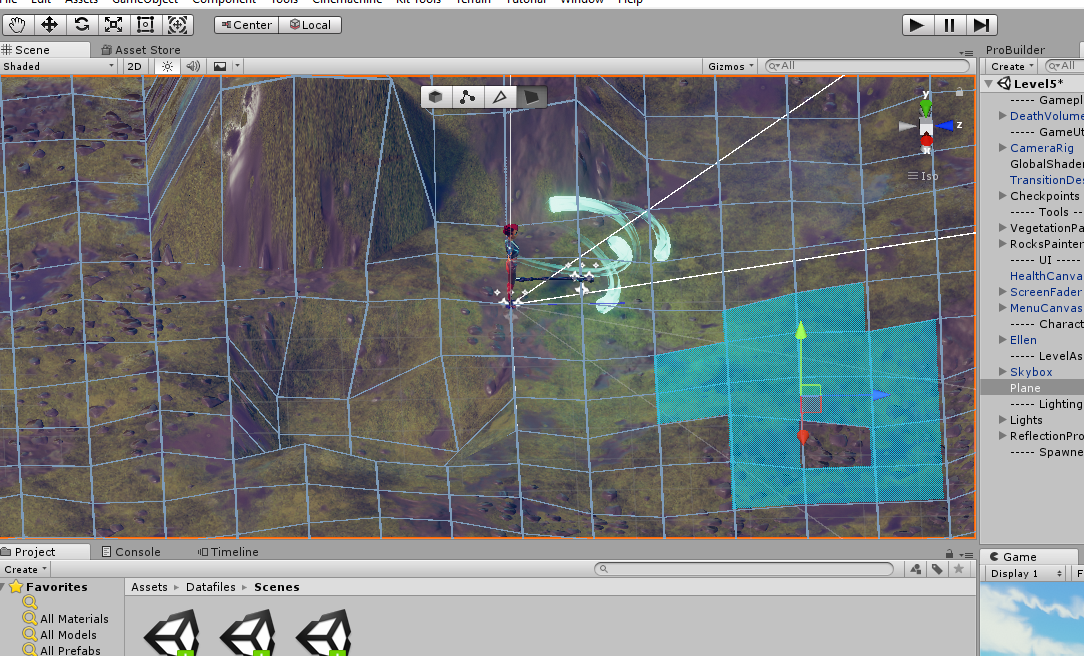 File Edit Assets GameObject Component Tools Cinemachine Kit Tools Terrain Tutorial Window Help
Center Local
Scene Asset Store
ProBuilder
Shaded 2D Gizmos All
Create All
Level5*
----- Gamepl
DeathVolume
----- GameUt
CameraRig
GlobalShade
TransitionDes
Checkpoints
----- Tools --
VegetationPa
RocksPainter
----- UI -----
HealthCanva
ScreenFader
MenuCanvas
----- Charact
Ellen
----- LevelAs
Skybox
Plane
----- Lighting
Lights
ReflectionPro
----- Spawne
y
z
x
Iso
Project Console Timeline
Create
Favorites
All Materials
All Models
All Prefabs
Assets Datafiles Scenes
Game
Display 1 F